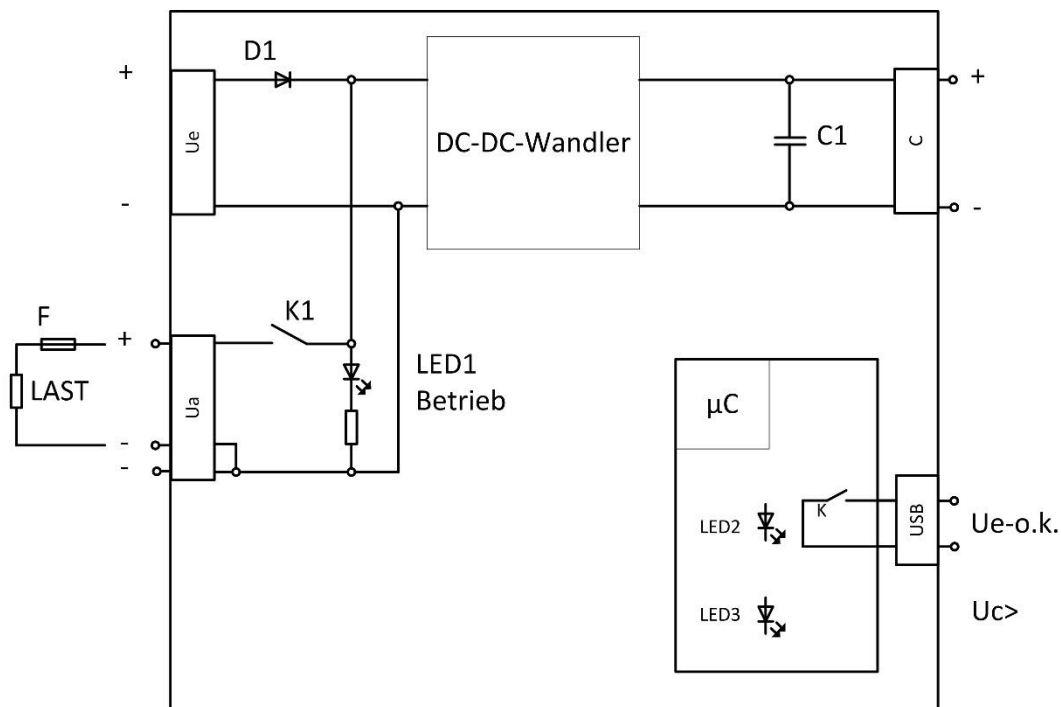 D1
+
Ue
-
DC-DC-Wandler
C1
C
+
-
F
LAST
+
-
-
Ua
K1
LED1
Betrieb
µC
LED2
K
USB
Ue-o.k.
LED3
Uc>